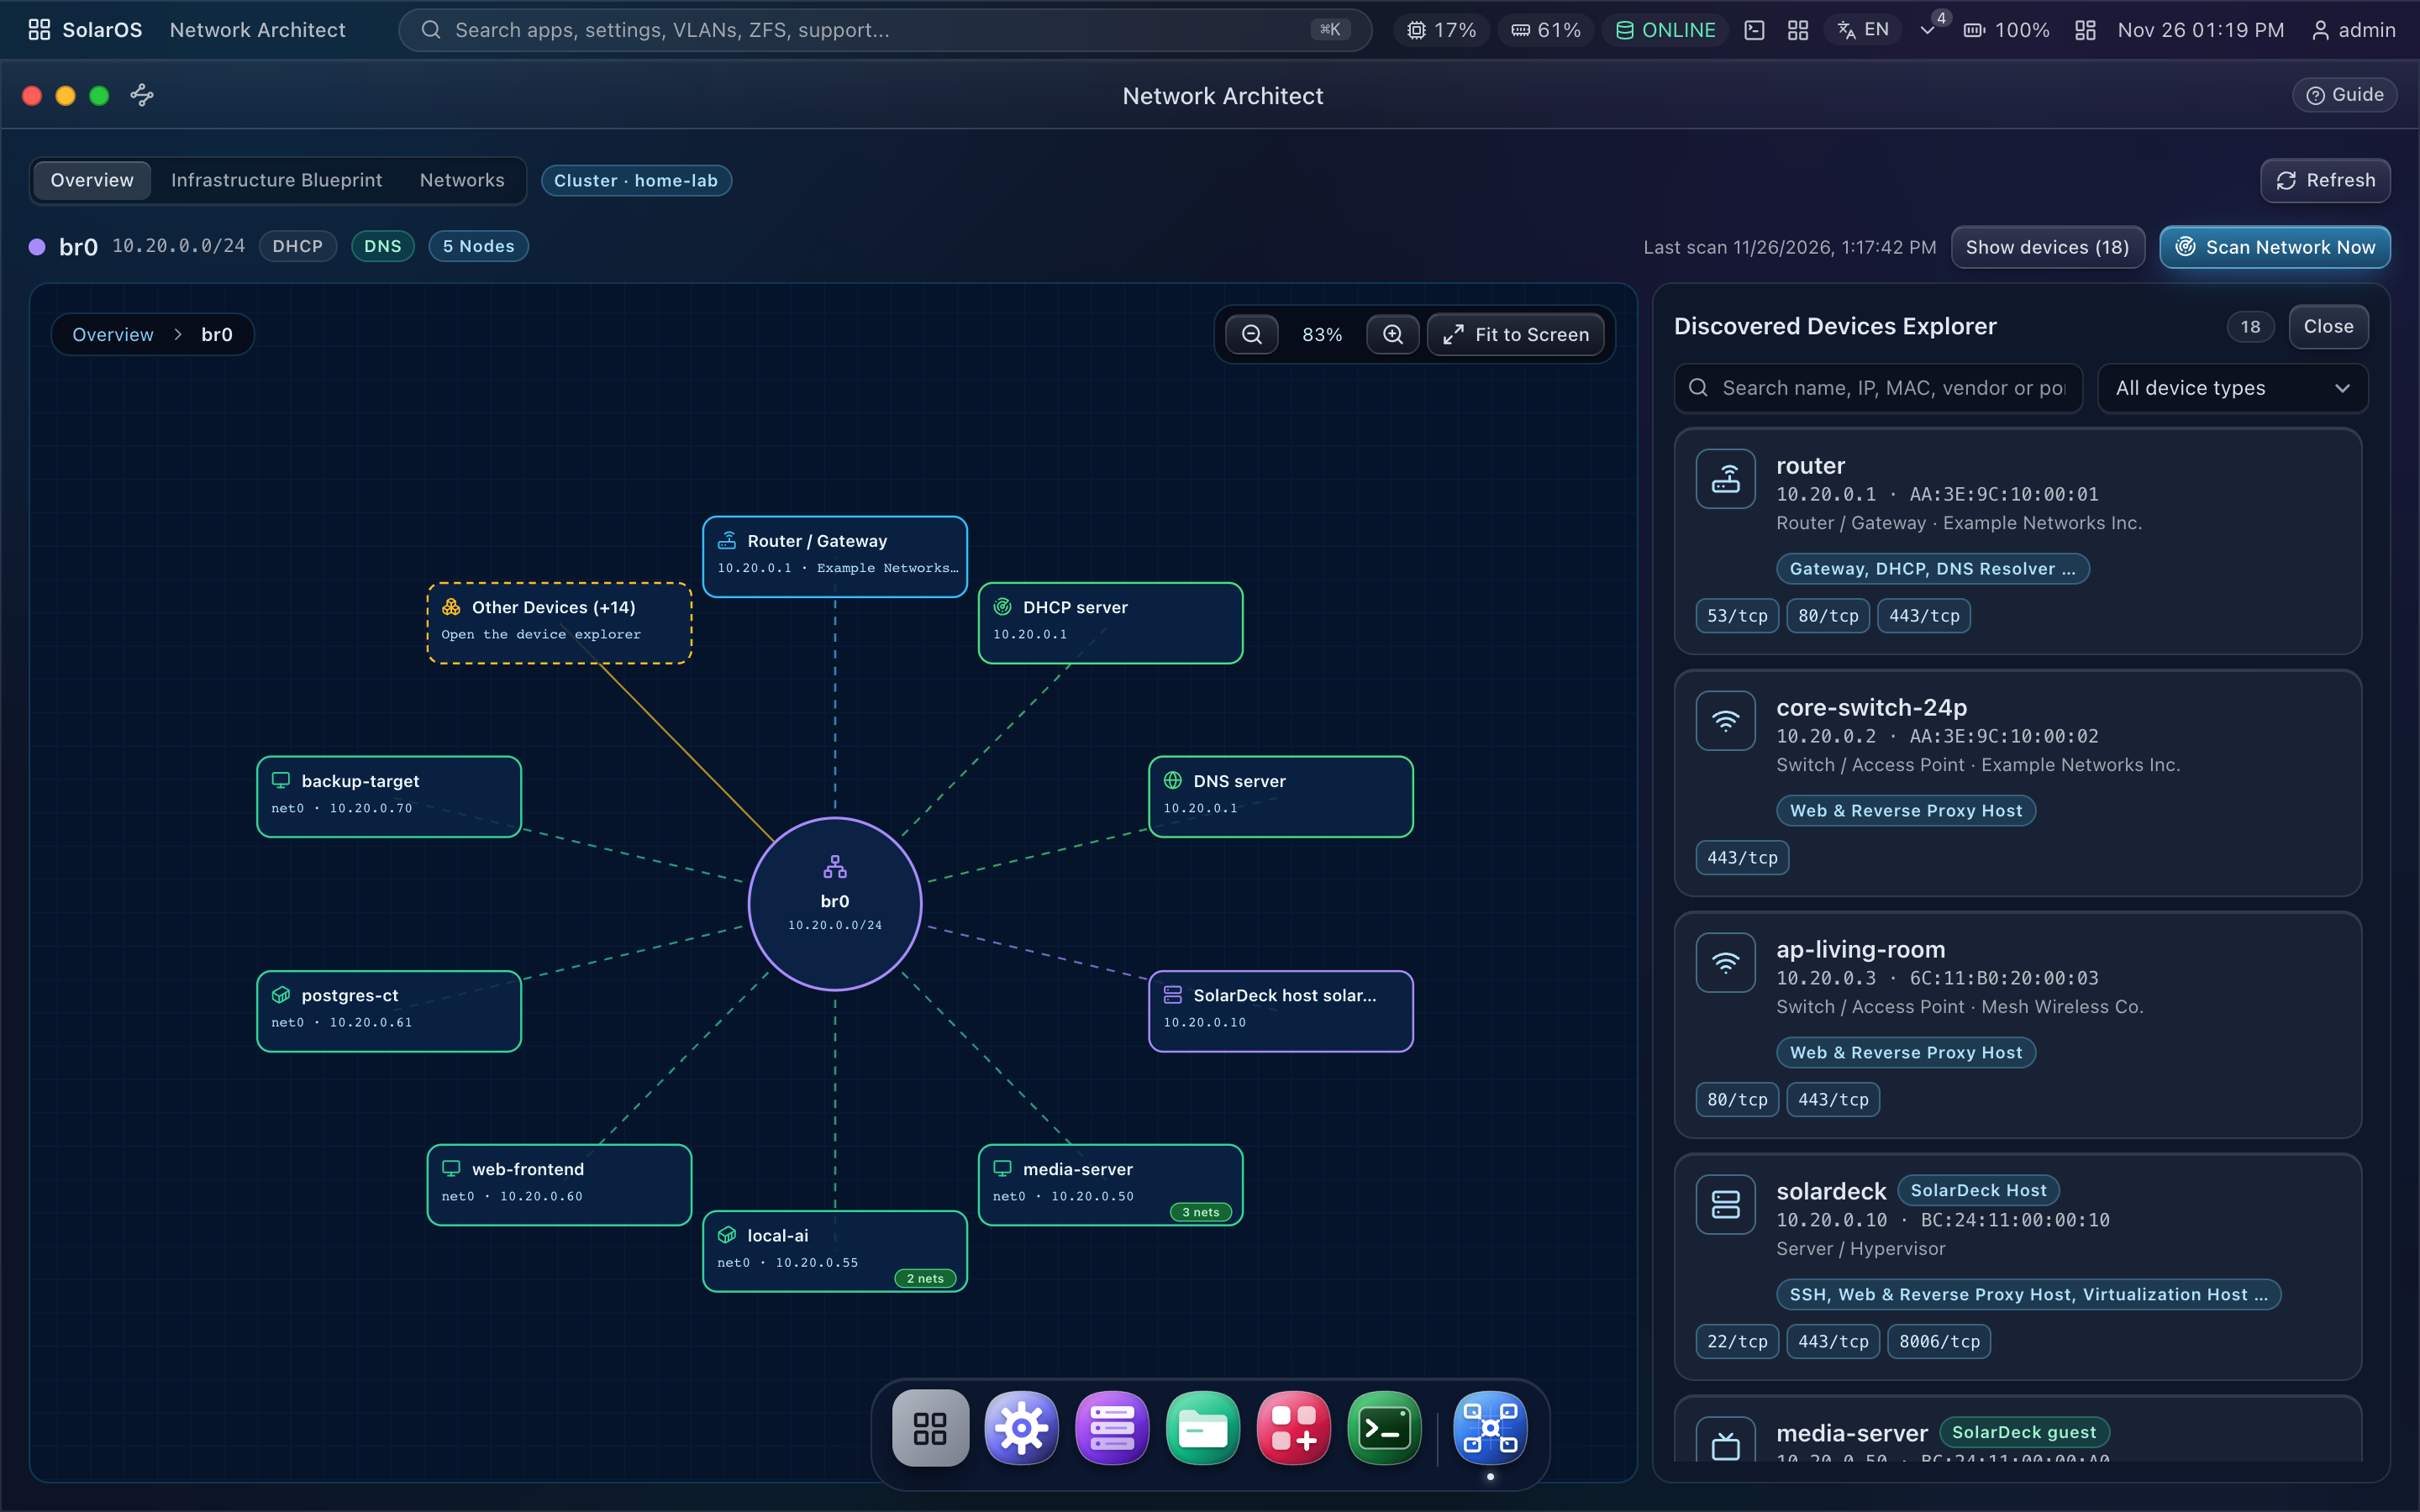 SolarOS Network Architect Search apps, settings, VLANs, ZFS, support... ⌘K 17% 61% ONLINE EN 4 100% Nov 26 01:19 PM admin
Network Architect Guide
Overview Infrastructure Blueprint Networks Cluster · home-lab Refresh
br0 10.20.0.0/24 DHCP DNS 5 Nodes Last scan 11/26/2026, 1:17:42 PM Show devices (18) Scan Network Now
Overview > br0 83% Fit to Screen
Router / Gateway
10.20.0.1 · Example Networks…
Other Devices (+14)
Open the device explorer
DHCP server
10.20.0.1
backup-target
net0 · 10.20.0.70
DNS server
10.20.0.1
br0
10.20.0.0/24
postgres-ct
net0 · 10.20.0.61
SolarDeck host solar...
10.20.0.10
web-frontend
net0 · 10.20.0.60
media-server
net0 · 10.20.0.50
3 nets
local-ai
net0 · 10.20.0.55
2 nets
Discovered Devices Explorer 18 Close
Search name, IP, MAC, vendor or por All device types
router
10.20.0.1 · AA:3E:9C:10:00:01
Router / Gateway · Example Networks Inc.
Gateway, DHCP, DNS Resolver ...
53/tcp 80/tcp 443/tcp
core-switch-24p
10.20.0.2 · AA:3E:9C:10:00:02
Switch / Access Point · Example Networks Inc.
Web & Reverse Proxy Host
443/tcp
ap-living-room
10.20.0.3 · 6C:11:B0:20:00:03
Switch / Access Point · Mesh Wireless Co.
Web & Reverse Proxy Host
80/tcp 443/tcp
solardeck SolarDeck Host
10.20.0.10 · BC:24:11:00:00:10
Server / Hypervisor
SSH, Web & Reverse Proxy Host, Virtualization Host ...
22/tcp 443/tcp 8006/tcp
media-server SolarDeck guest
10.20.0.50 · BC:24:11:00:00:A0